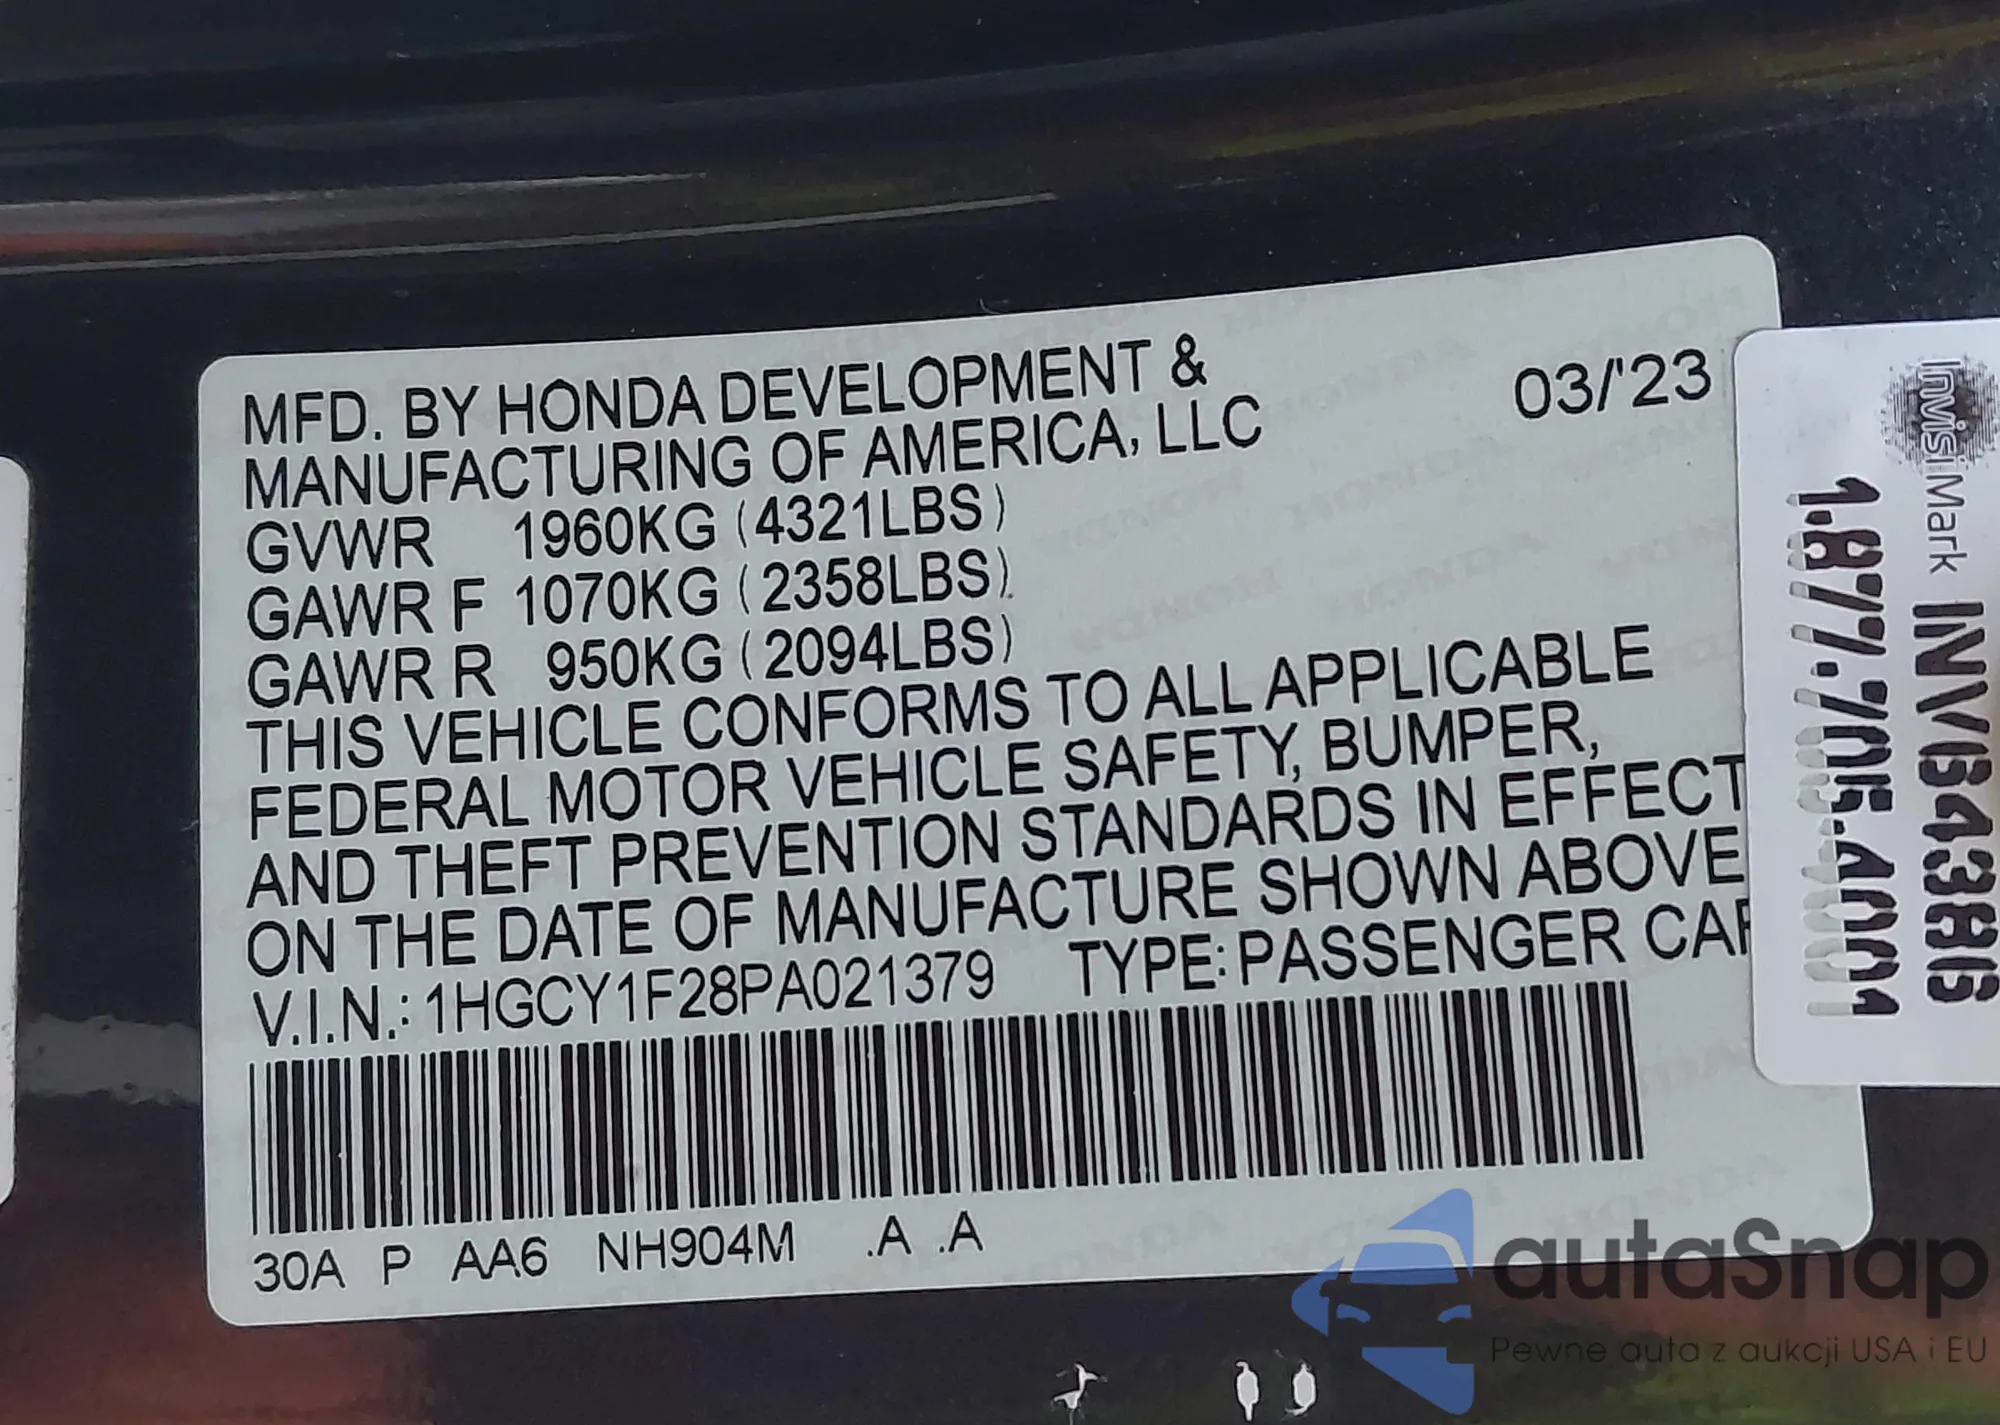 MFD. BY HONDA DEVELOPMENT & 03/'23
MANUFACTURING OF AMERICA, LLC
GVWR 1960KG (4321LBS)
GAWR F 1070KG (2358LBS)
GAWR R 950KG (2094LBS)
THIS VEHICLE CONFORMS TO ALL APPLICABLE
FEDERAL MOTOR VEHICLE SAFETY, BUMPER,
AND THEFT PREVENTION STANDARDS IN EFFECT
ON THE DATE OF MANUFACTURE SHOWN ABOVE
V.I.N.: 1HGCY1F28PA021379 TYPE: PASSENGER CAR
30A P AA6 NH904M .A .A
InvisiMark INV64386
1.877.705.4001
autaSnap
Pewne auta z aukcji USA i EU